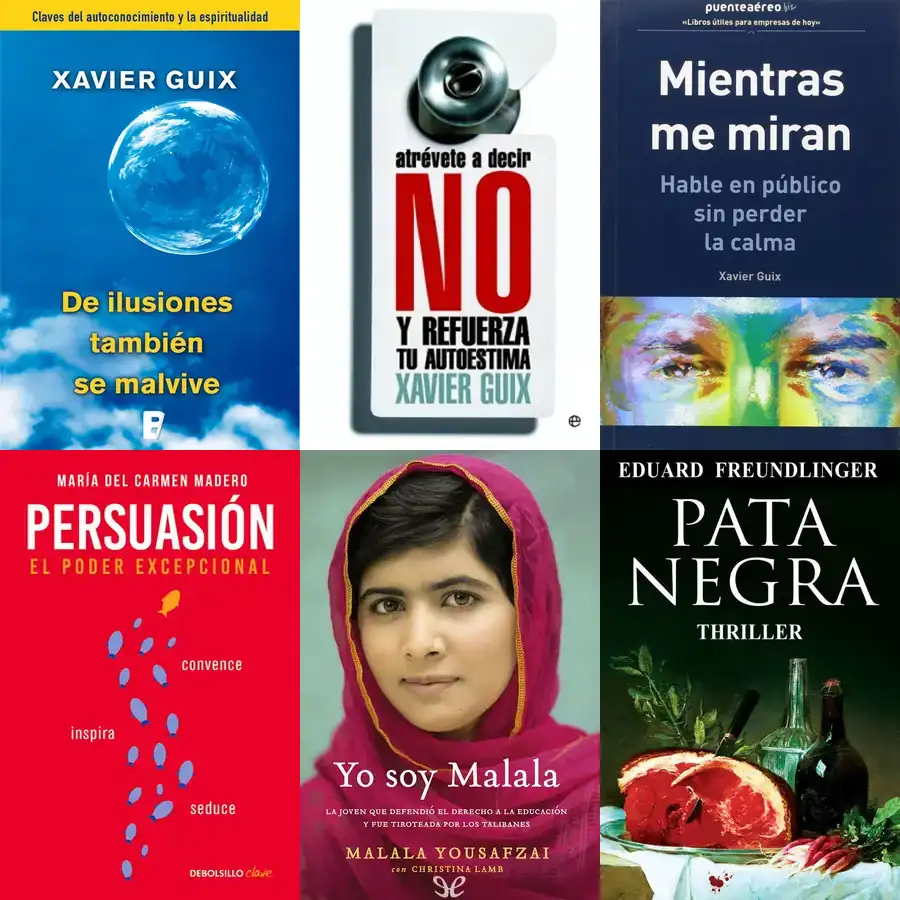 Claves del autoconocimiento y la espiritualidad
XAVIER GUIX
De ilusiones
también
se malvive
B
atrévete a decir
NO
Y REFUERZA
TU AUTOESTIMA
XAVIER GUIX
puenteaéreo biz
«Libros útiles para empresas de hoy»
Mientras
me miran
Hable en público
sin perder
la calma
Xavier Guix
MARÍA DEL CARMEN MADERO
PERSUASIÓN
EL PODER EXCEPCIONAL
convence
inspira
seduce
DEBOLSILLO clave
Yo soy Malala
LA JOVEN QUE DEFENDIÓ EL DERECHO A LA EDUCACIÓN
Y FUE TIROTEADA POR LOS TALIBANES
MALALA YOUSAFZAI
con CHRISTINA LAMB
EDUARD FREUNDLINGER
PATA
NEGRA
THRILLER